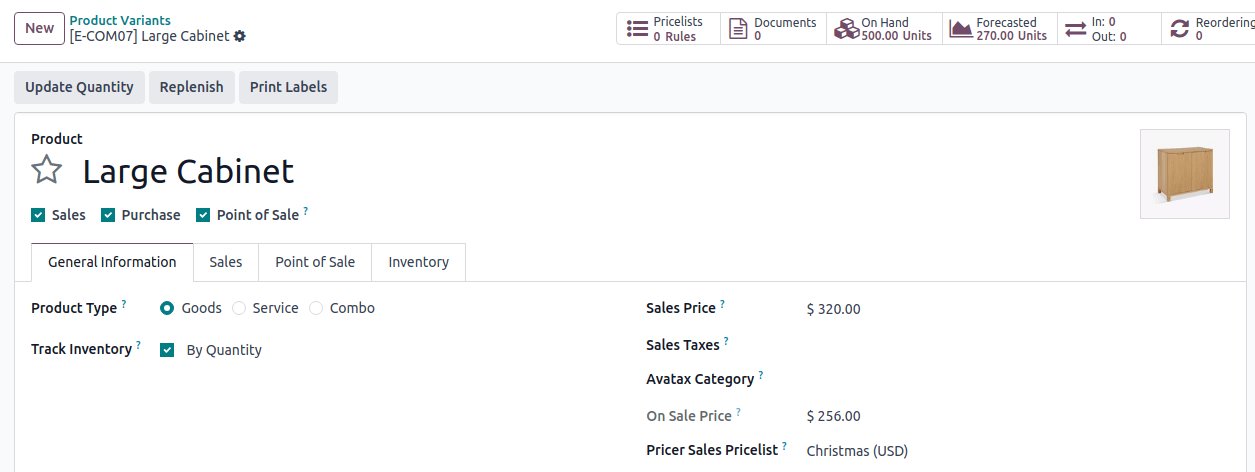 New
Product Variants
[E-COM07] Large Cabinet
Pricelists
0 Rules
Documents
0
On Hand
500.00 Units
Forecasted
270.00 Units
In: 0
Out: 0
Reordering
0
Update Quantity
Replenish
Print Labels
Product
Large Cabinet
Sales
Purchase
Point of Sale ?
General Information
Sales
Point of Sale
Inventory
Product Type ?
Goods
Service
Combo
Sales Price ?
$ 320.00
Track Inventory ?
By Quantity
Sales Taxes ?
Avatax Category ?
On Sale Price ?
$ 256.00
Pricer Sales Pricelist ?
Christmas (USD)